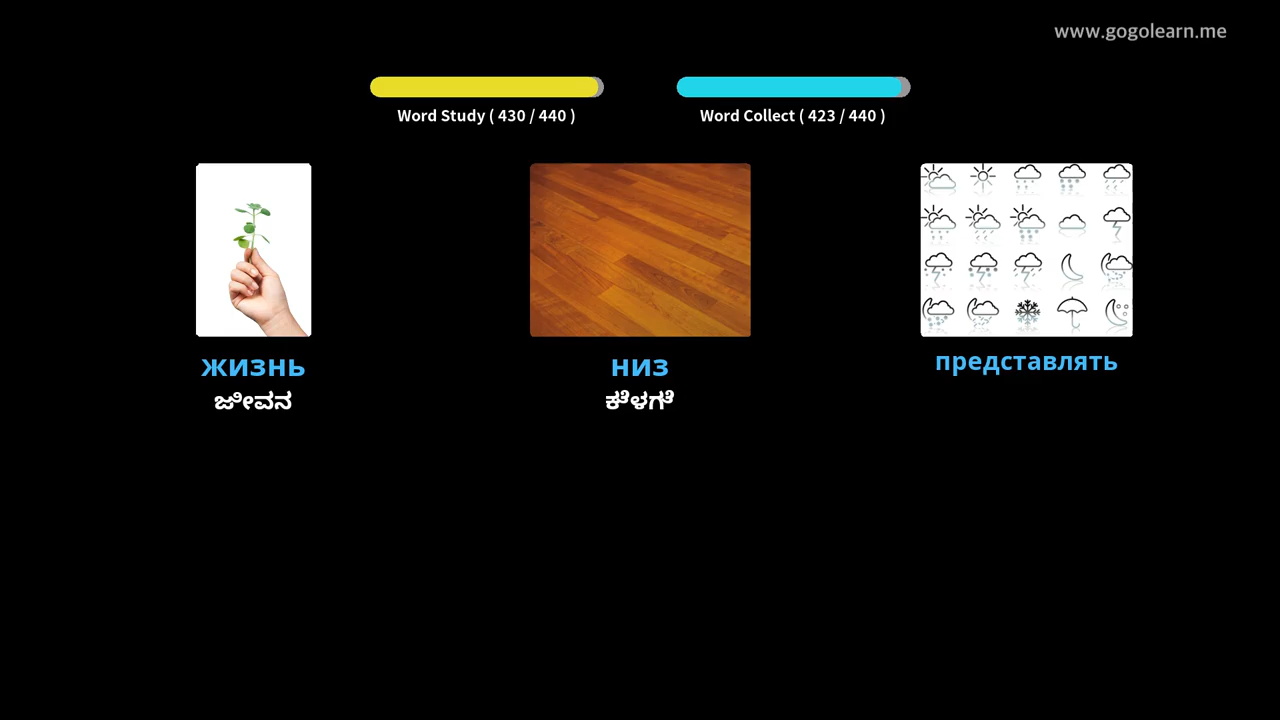 www.gogolearn.me
Word Study ( 430 / 440 )
Word Collect ( 423 / 440 )
жизнь
ಜೀವನ
низ
ಕೆಳಗೆ
представлять